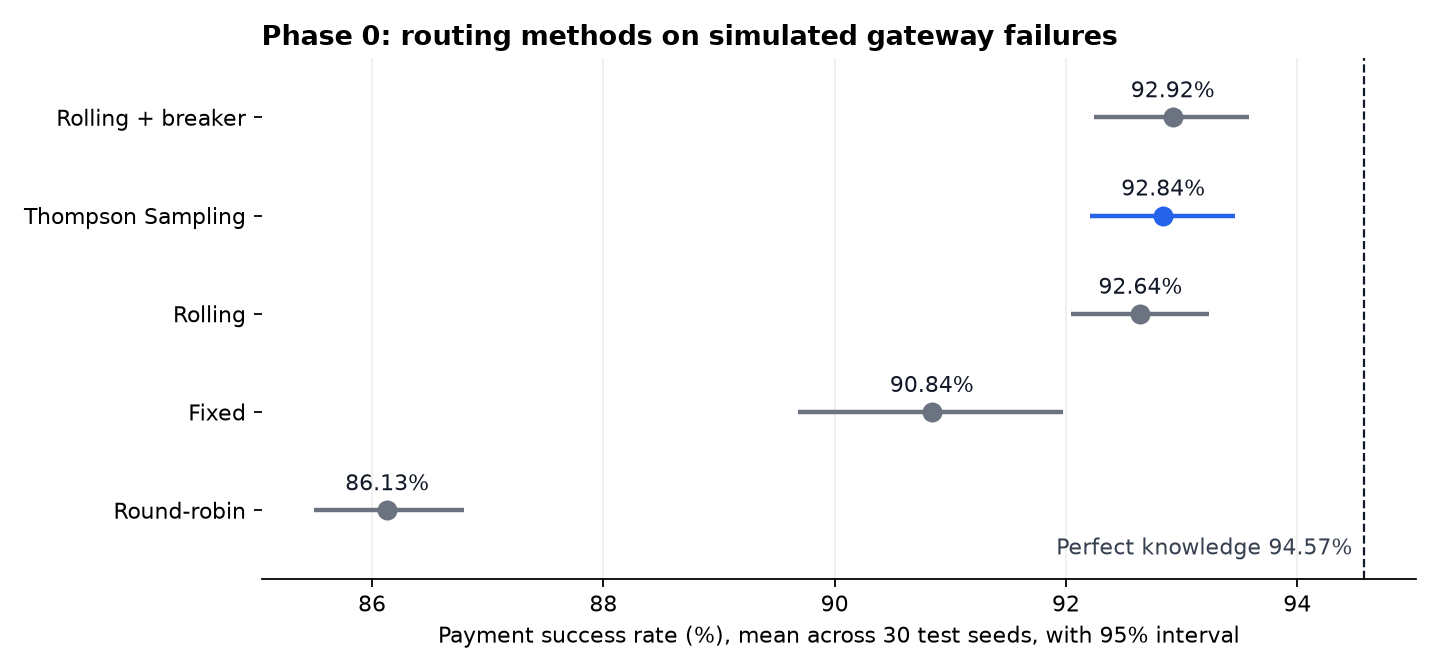 Phase 0: routing methods on simulated gateway failures
92.92%
Rolling + breaker
92.84%
Thompson Sampling
92.64%
Rolling
90.84%
Fixed
86.13%
Round-robin
Perfect knowledge 94.57%
86 88 90 92 94
Payment success rate (%), mean across 30 test seeds, with 95% interval